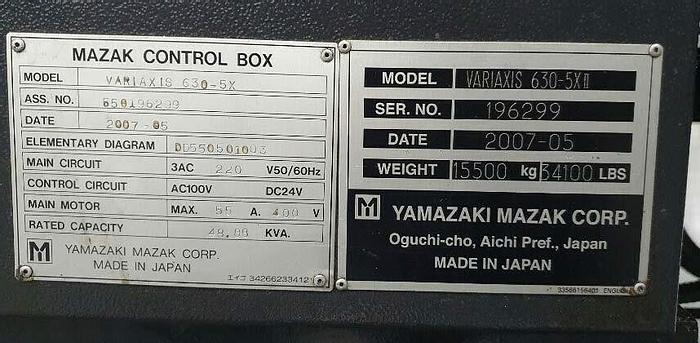 MAZAK CONTROL BOX
MODEL VARIAXIS 630-5X
ASS. NO. 650196299
DATE 2007-05
ELEMENTARY DIAGRAM DD550501003
MAIN CIRCUIT 3AC 220 V50/60Hz
CONTROL CIRCUIT AC100V DC24V
MAIN MOTOR MAX. 55 A. 400 V
RATED CAPACITY KVA.
YAMAZAKI MAZAK CORP.
MADE IN JAPAN
34266233412
MODEL VARIAXIS 630-5XII
SER. NO. 196299
DATE 2007-05
WEIGHT 15500 kg 34100 LBS
M YAMAZAKI MAZAK CORP.
Oguchi-cho, Aichi Pref., Japan
MADE IN JAPAN
33586156401 ENGLISH